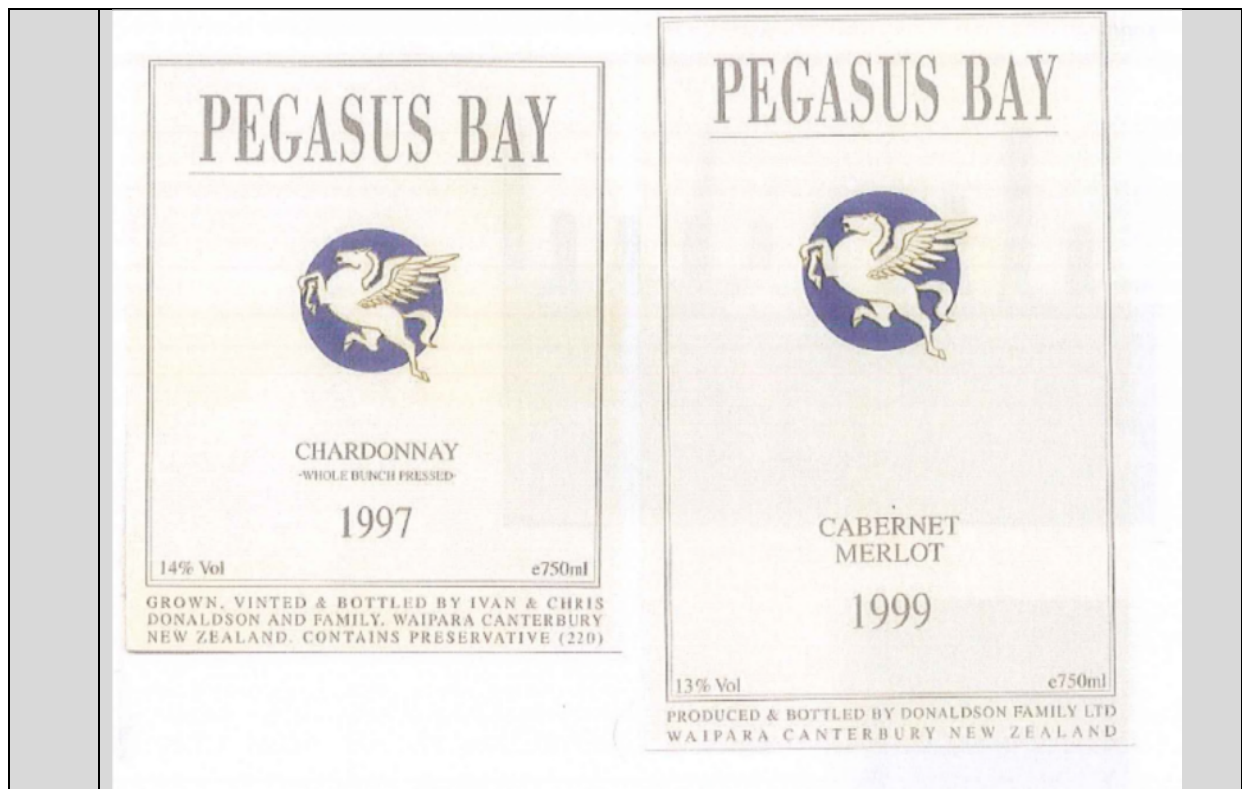 PEGASUS BAY
CHARDONNAY
-WHOLE BUNCH PRESSED-
1997
14% Vol e750ml
GROWN, VINTED & BOTTLED BY IVAN & CHRIS
DONALDSON AND FAMILY. WAIPARA CANTERBURY
NEW ZEALAND. CONTAINS PRESERVATIVE (220)
PEGASUS BAY
CABERNET
MERLOT
1999
13% Vol e750ml
PRODUCED & BOTTLED BY DONALDSON FAMILY LTD
WAIPARA CANTERBURY NEW ZEALAND